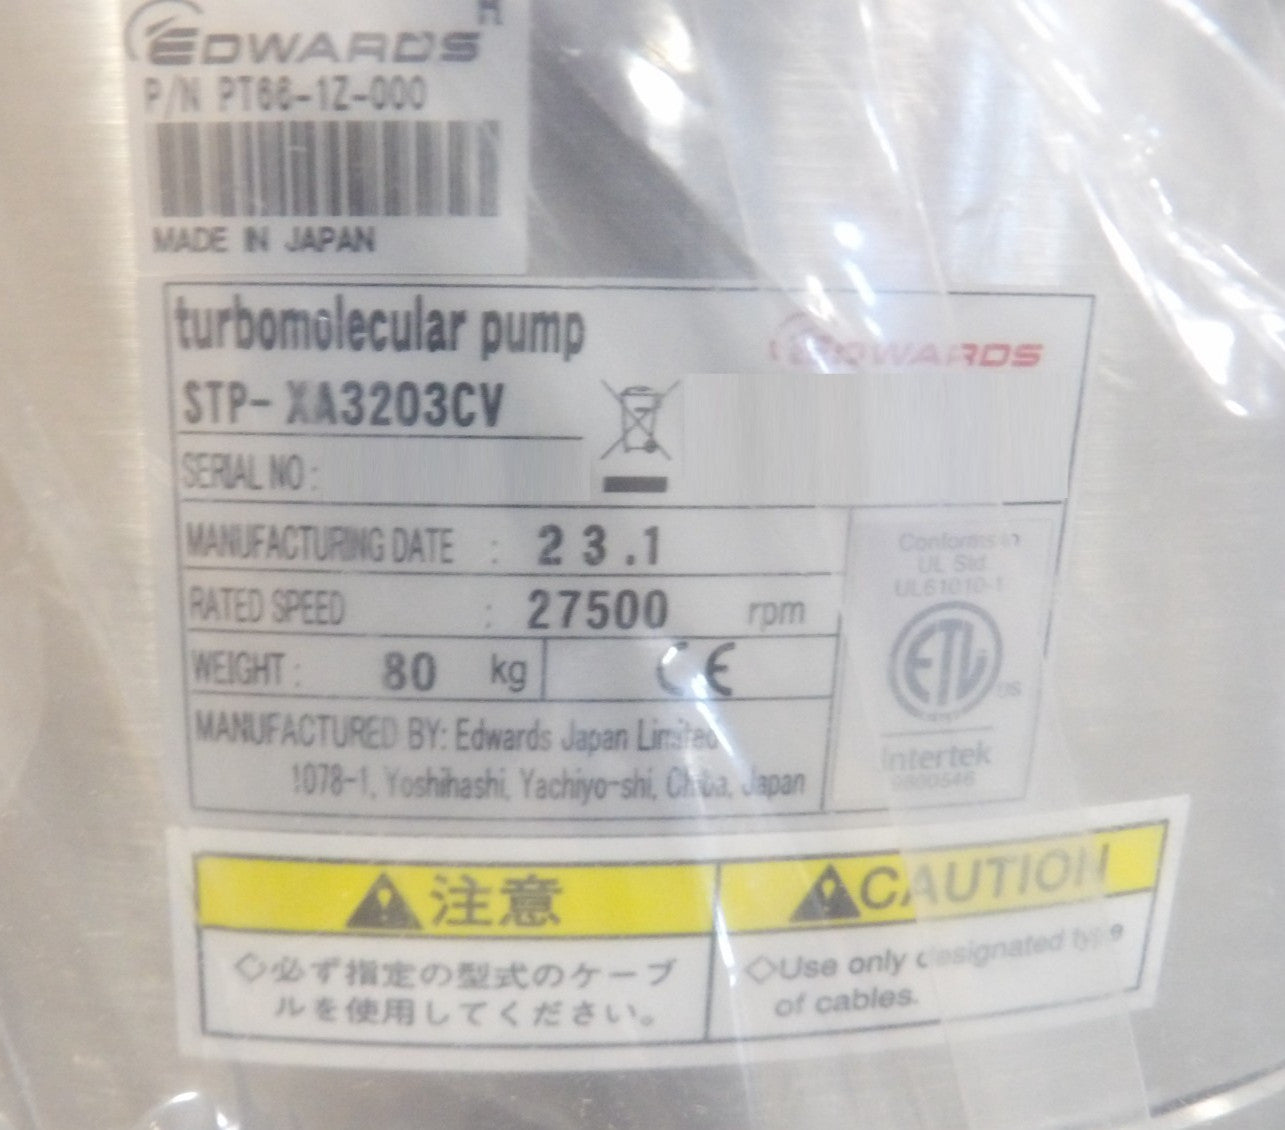 H
EDWARDS
P/N PT66-1Z-000
MADE IN JAPAN
turbomolecular pump
EDWARDS
STP-XA3203CV
SERIAL NO :
MANUFACTURING DATE : 23.1
RATED SPEED : 27500 rpm
WEIGHT : 80 kg CE
MANUFACTURED BY: Edwards Japan Limited
1078-1, Yoshihashi, Yachiyo-shi, Chiba, Japan
Conforms to
UL Std
UL61010-1
ETL
US
Intertek
注意
◇必ず指定の型式のケーブ
ルを使用してください。
CAUTION
◇Use only designated type
of cables.